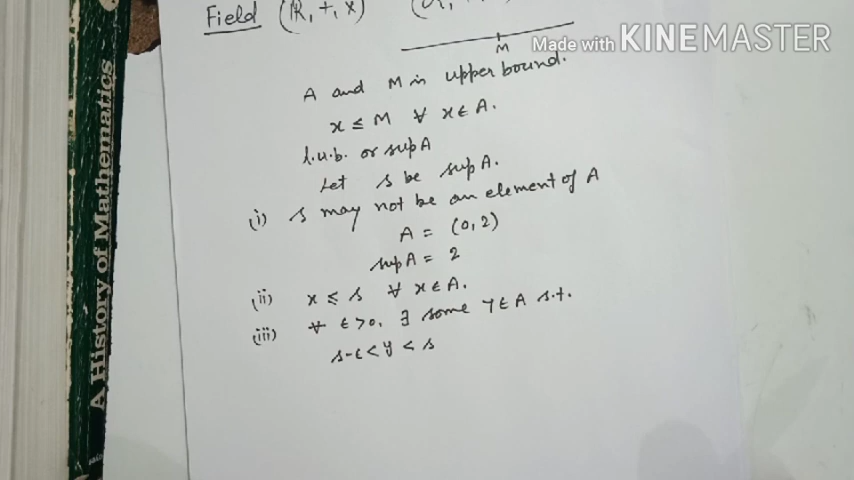 Field (R, +, ×)
M
Made with KINEMASTER
A and M is upper bound.
x ≤ M ∀ x ∈ A.
l.u.b. or sup A
Let s be sup A.
(i) s may not be an element of A
A = (0, 2)
sup A = 2
(ii) x ≤ s ∀ x ∈ A.
(iii) ∀ ε > 0, ∃ some y ∈ A s.t.
s-ε < y < s
A History of Mathematics